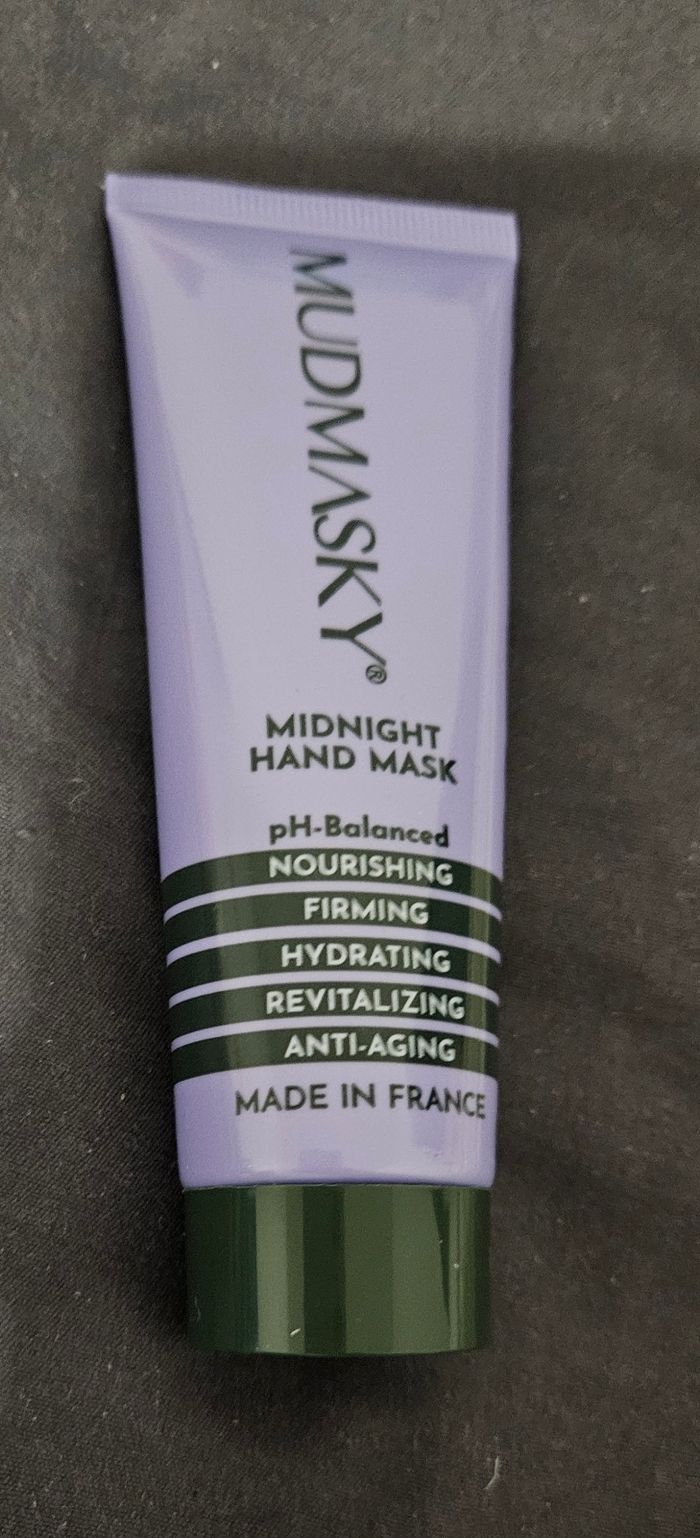 MUDMASKY®
MIDNIGHT
HAND MASK
pH-Balanced
NOURISHING
FIRMING
HYDRATING
REVITALIZING
ANTI-AGING
MADE IN FRANCE